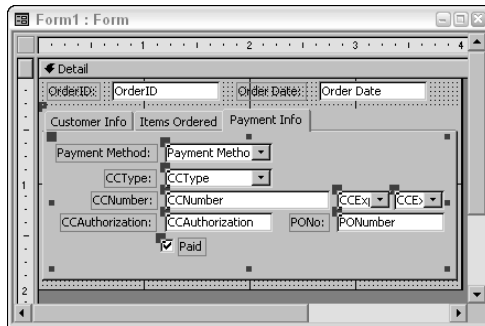 Form1 : Form
1 2 3 4
Detail
OrderID: OrderID Order Date: Order Date
Customer Info Items Ordered Payment Info
Payment Method: Payment Metho
CCType: CCType
1
CCNumber: CCNumber CCExp CCEx
CCAuthorization: CCAuthorization PONo: PONumber
Paid
2